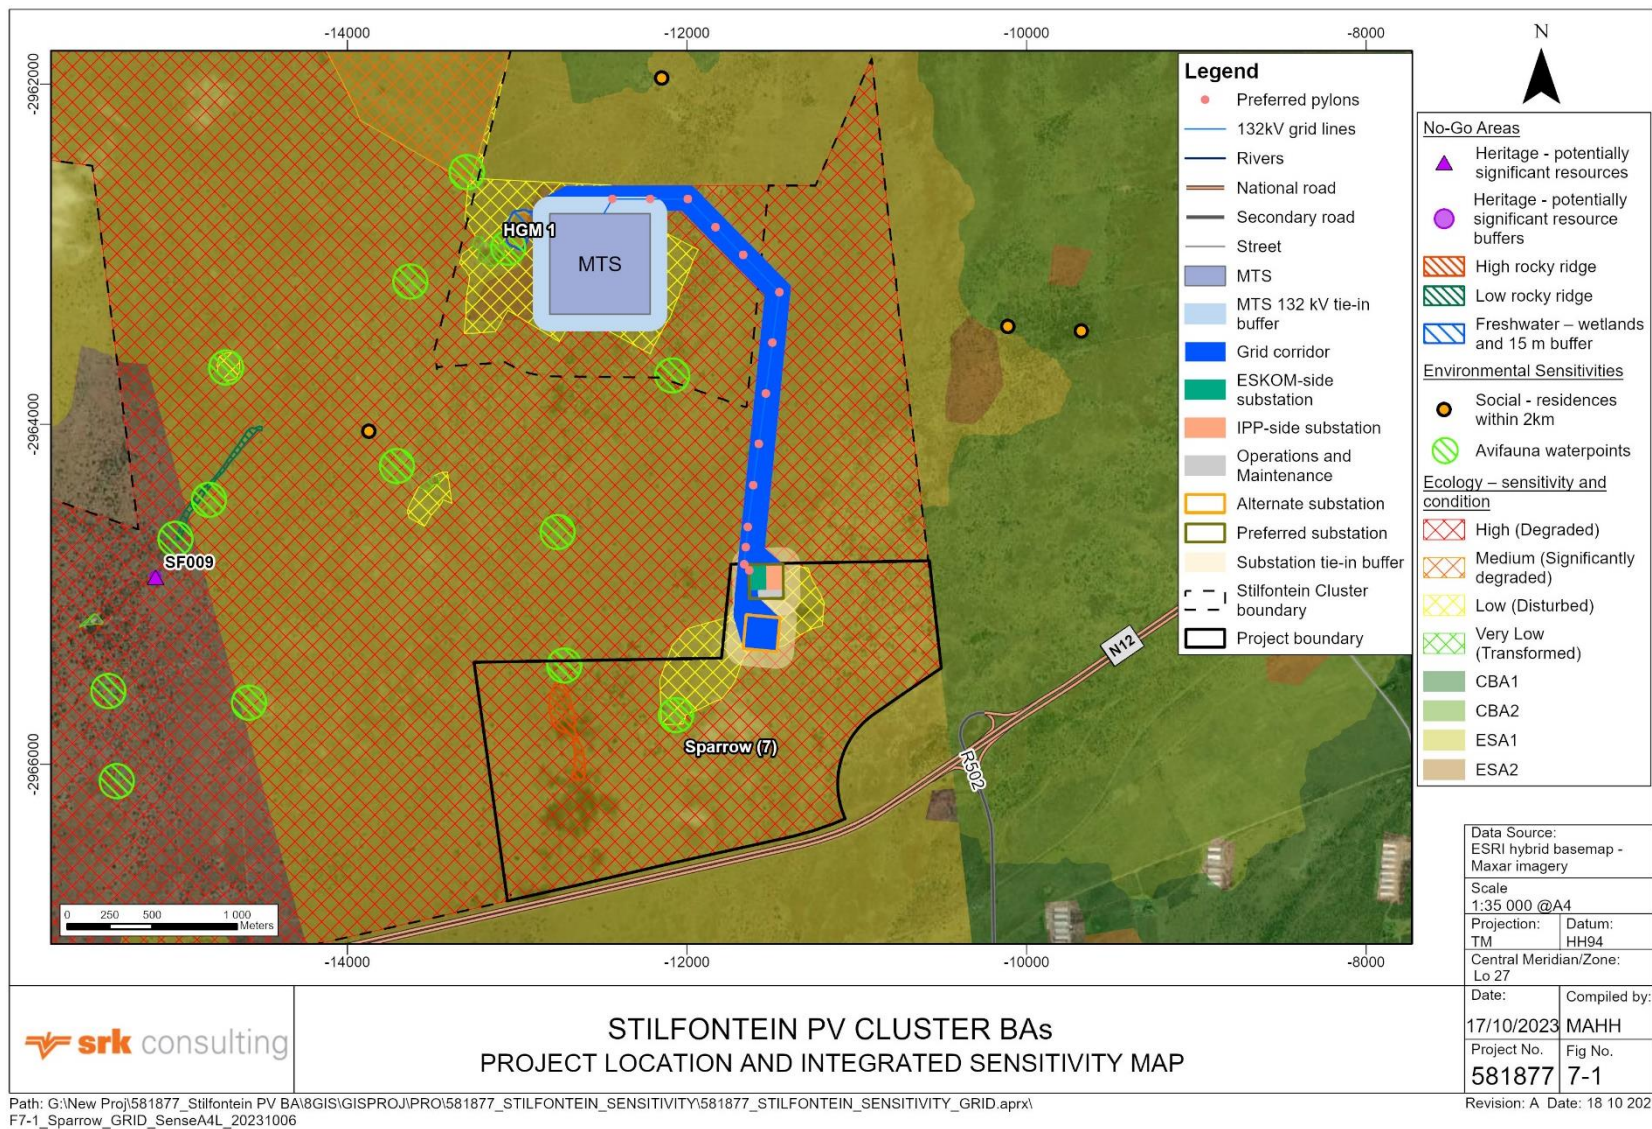 -14000
-12000
-10000
-8000
-2962000
-2964000
-2966000
HGM 1
MTS
SF009
Sparrow (7)
N12
R502
0 250 500 1 000
Meters
-14000
-12000
-10000
-8000
Legend
Preferred pylons
132kV grid lines
Rivers
National road
Secondary road
Street
MTS
MTS 132 kV tie-in
buffer
Grid corridor
ESKOM-side
substation
IPP-side substation
Operations and
Maintenance
Alternate substation
Preferred substation
Substation tie-in buffer
Stilfontein Cluster
boundary
Project boundary
N
No-Go Areas
Heritage - potentially
significant resources
Heritage - potentially
significant resource
buffers
High rocky ridge
Low rocky ridge
Freshwater – wetlands
and 15 m buffer
Environmental Sensitivities
Social - residences
within 2km
Avifauna waterpoints
Ecology – sensitivity and
condition
High (Degraded)
Medium (Significantly
degraded)
Low (Disturbed)
Very Low
(Transformed)
CBA1
CBA2
ESA1
ESA2
Data Source:
ESRI hybrid basemap -
Maxar imagery
Scale
1:35 000 @A4
Projection:
TM
Datum:
HH94
Central Meridian/Zone:
Lo 27
Date:
17/10/2023
Compiled by:
MAHH
Project No.
581877
Fig No.
7-1
srk consulting
STILFONTEIN PV CLUSTER BAs
PROJECT LOCATION AND INTEGRATED SENSITIVITY MAP
Path: G:\New Proj\581877_Stilfontein PV BA\8GIS\GISPROJ\PRO\581877_STILFONTEIN_SENSITIVITY\581877_STILFONTEIN_SENSITIVITY_GRID.aprx\
F7-1_Sparrow_GRID_SenseA4L_20231006
Revision: A Date: 18 10 202